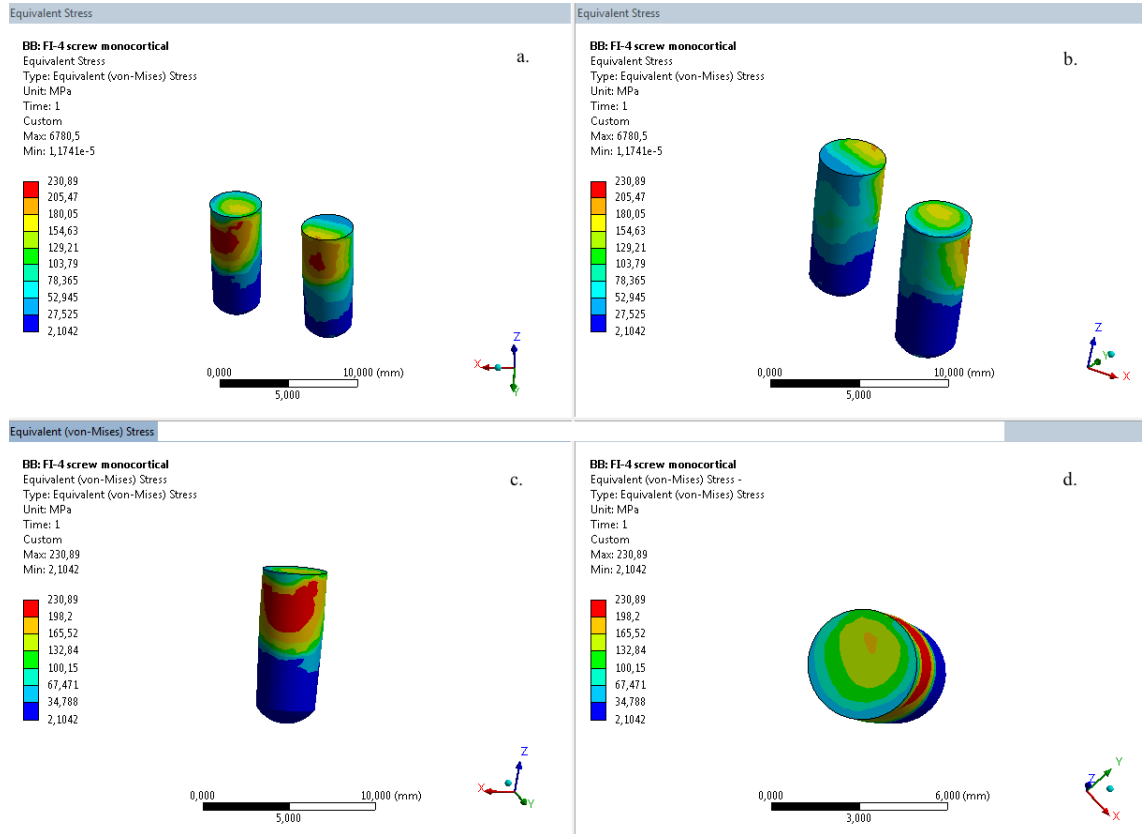 Equivalent Stress
BB: FI-4 screw monocortical
Equivalent Stress
Type: Equivalent (von-Mises) Stress
Unit: MPa
Time: 1
Custom
Max: 6780,5
Min: 1,1741e-5
a.
230,89
205,47
180,05
154,63
129,21
103,79
78,365
52,945
27,525
2,1042
Z
X
Y
0,000
10,000 (mm)
5,000
Equivalent Stress
BB: FI-4 screw monocortical
Equivalent Stress
Type: Equivalent (von-Mises) Stress
Unit: MPa
Time: 1
Custom
Max: 6780,5
Min: 1,1741e-5
b.
230,89
205,47
180,05
154,63
129,21
103,79
78,365
52,945
27,525
2,1042
Z
Y
X
0,000
10,000 (mm)
5,000
Equivalent (von-Mises) Stress
BB: FI-4 screw monocortical
Equivalent (von-Mises) Stress
Type: Equivalent (von-Mises) Stress
Unit: MPa
Time: 1
Custom
Max: 230,89
Min: 2,1042
c.
230,89
198,2
165,52
132,84
100,15
67,471
34,788
2,1042
Z
X
Y
0,000
10,000 (mm)
5,000
BB: FI-4 screw monocortical
Equivalent (von-Mises) Stress -
Type: Equivalent (von-Mises) Stress
Unit: MPa
Time: 1
Custom
Max: 230,89
Min: 2,1042
d.
230,89
198,2
165,52
132,84
100,15
67,471
34,788
2,1042
Y
Z
X
0,000
6,000 (mm)
3,000